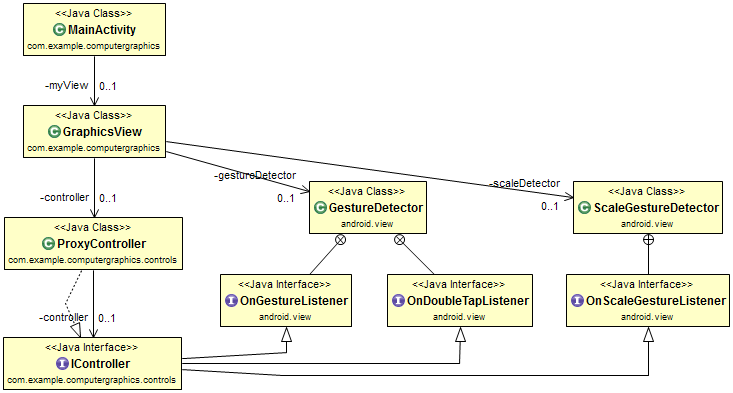 <<Java Class>>
C MainActivity
com.example.computergraphics
-myView 0..1
<<Java Class>>
C GraphicsView
com.example.computergraphics
-gestureDetector
0..1
-scaleDetector
0..1
-controller 0..1
<<Java Class>>
C GestureDetector
android.view
<<Java Class>>
C ScaleGestureDetector
android.view
<<Java Class>>
C ProxyController
com.example.computergraphics.controls
<<Java Interface>>
I OnGestureListener
android.view
<<Java Interface>>
I OnDoubleTapListener
android.view
<<Java Interface>>
I OnScaleGestureListener
android.view
-controller 0..1
<<Java Interface>>
I IController
com.example.computergraphics.controls